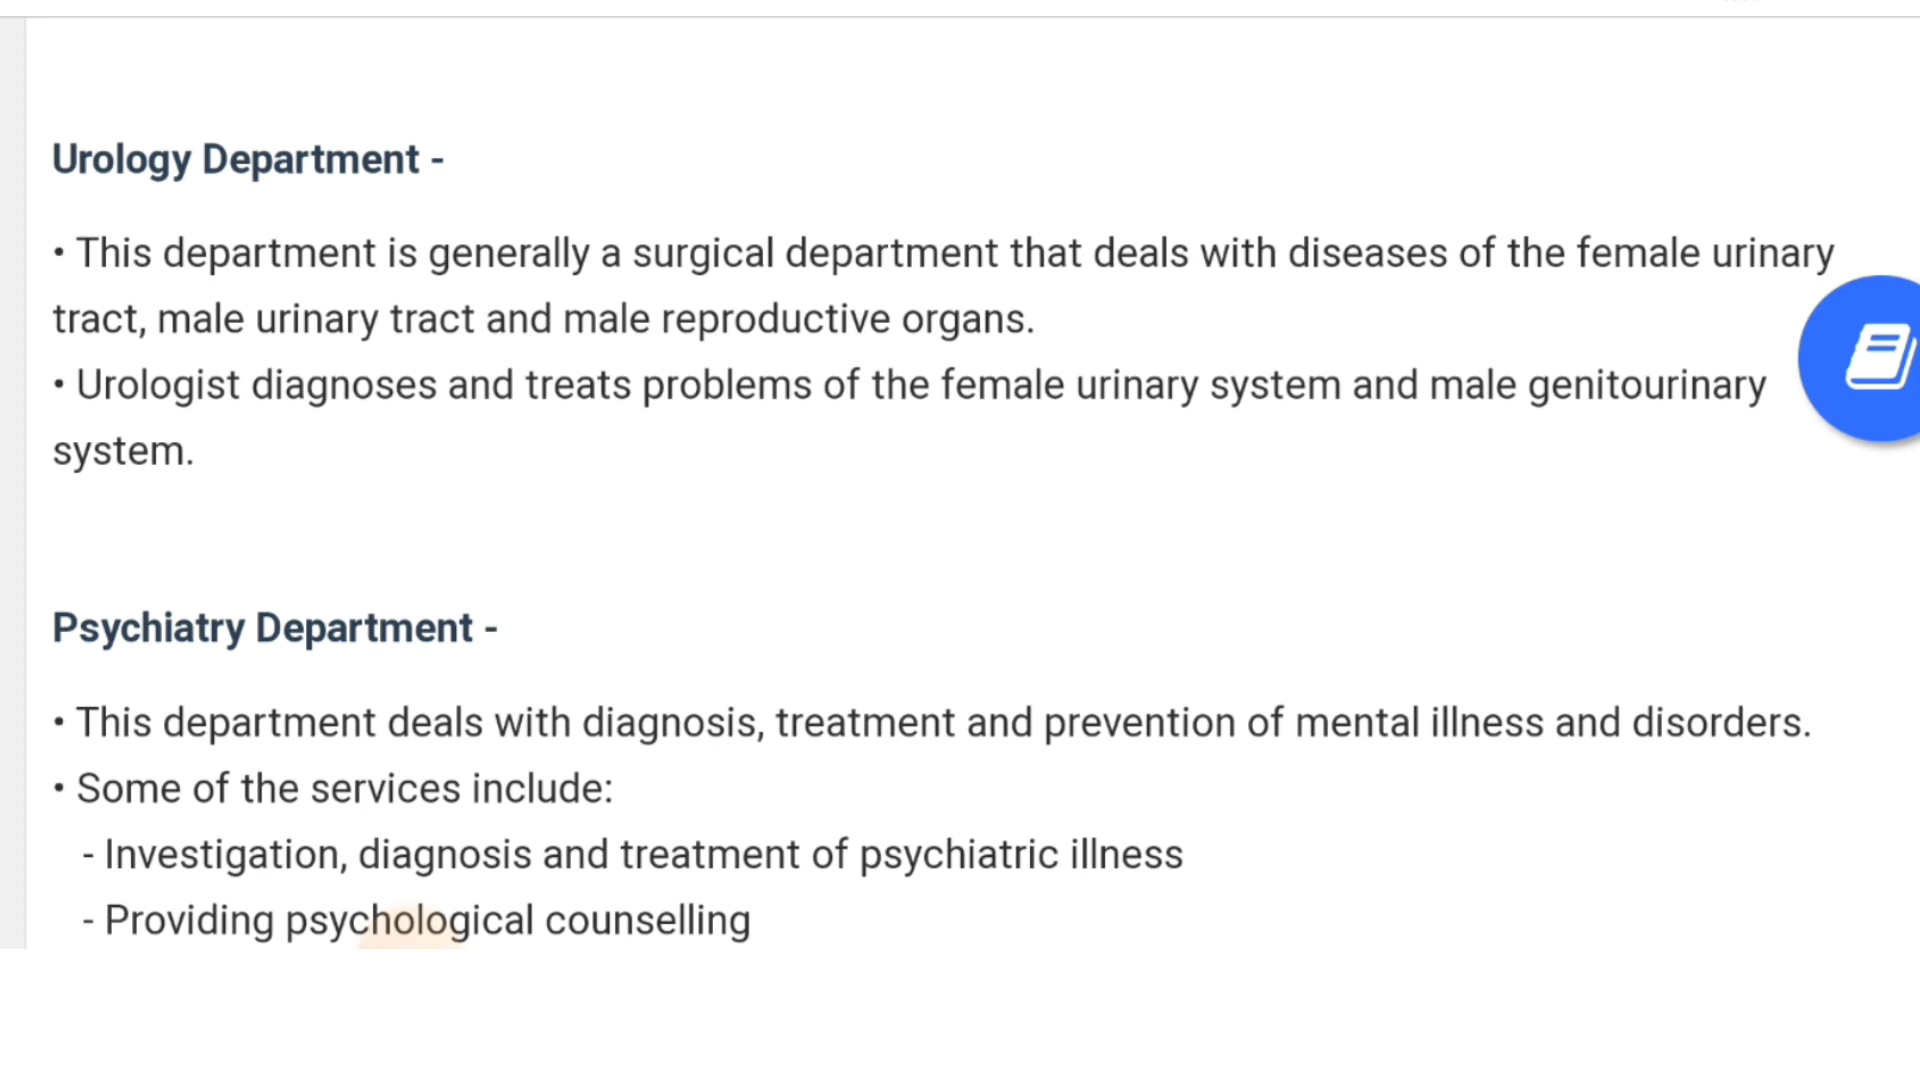 Urology Department -
• This department is generally a surgical department that deals with diseases of the female urinary
tract, male urinary tract and male reproductive organs.
• Urologist diagnoses and treats problems of the female urinary system and male genitourinary
system.
Psychiatry Department -
• This department deals with diagnosis, treatment and prevention of mental illness and disorders.
• Some of the services include:
- Investigation, diagnosis and treatment of psychiatric illness
- Providing psychological counselling